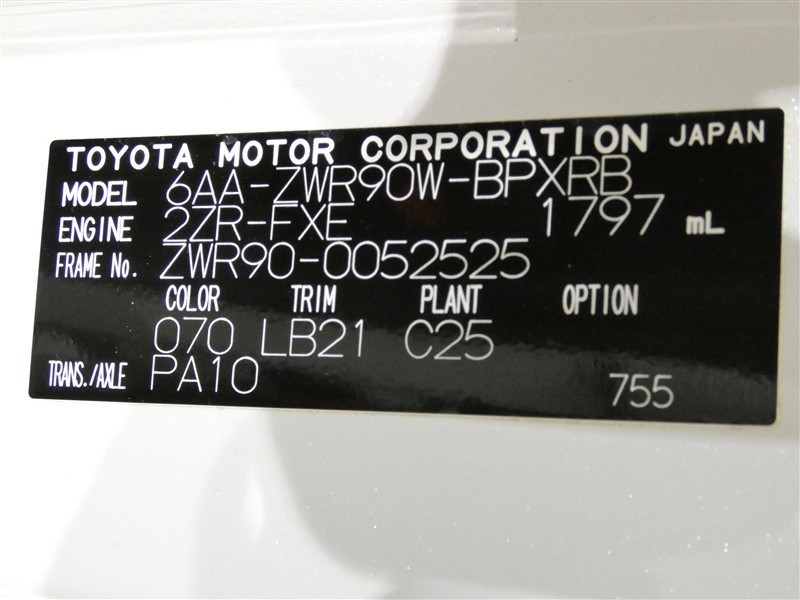 TOYOTA MOTOR CORPORATION JAPAN
MODEL 6AA-ZWR90W-BPXRB
ENGINE 2ZR-FXE 1797 mL
FRAME No. ZWR90-0052525
COLOR TRIM PLANT OPTION
070 LB21 C25
TRANS./AXLE PA10 755